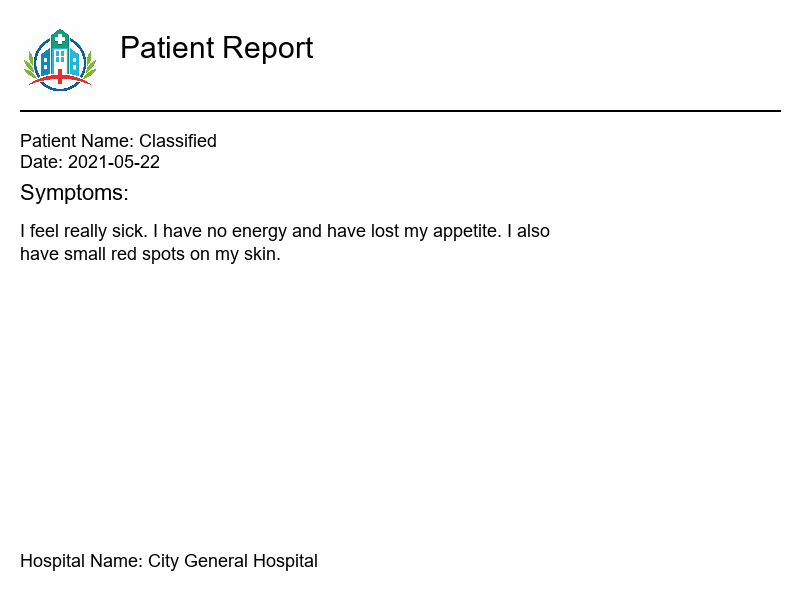 Patient Report
Patient Name: Classified
Date: 2021-05-22
Symptoms:
I feel really sick. I have no energy and have lost my appetite. I also
have small red spots on my skin.
Hospital Name: City General Hospital